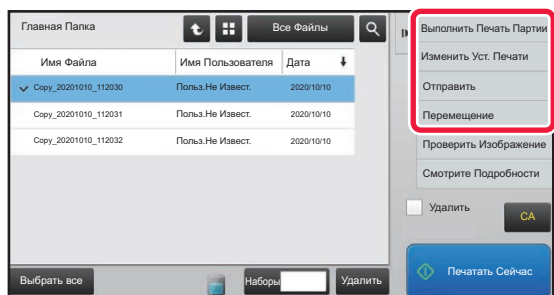 Главная Папка
Все Файлы
Имя Файла Имя Пользователя Дата
Copy_20201010_112030 Польз.Не Извест. 2020/10/10
Copy_20201010_112031 Польз.Не Извест. 2020/10/10
Copy_20201010_112032 Польз.Не Извест. 2020/10/10
Выбрать все
Наборы
Удалить
Выполнить Печать Партии
Изменить Уст. Печати
Отправить
Перемещение
Проверить Изображение
Смотрите Подробности
Удалить
CA
Печатать Сейчас